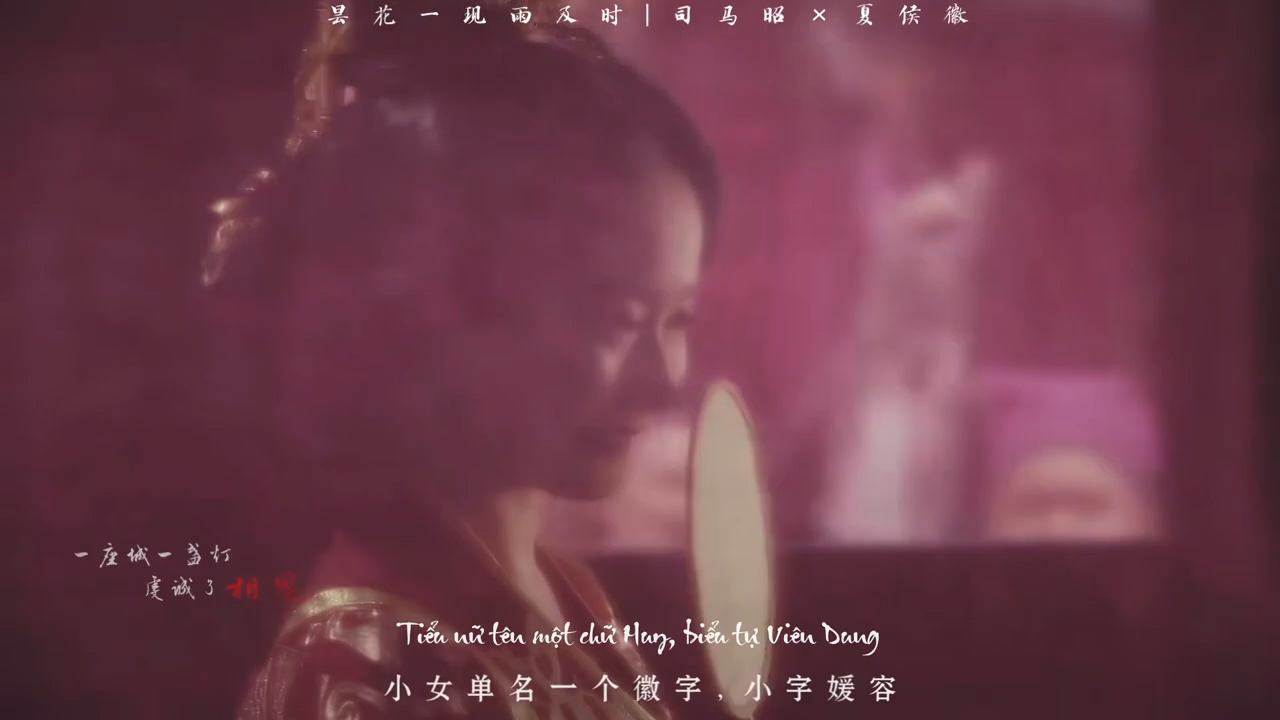 昙花一现雨及时|司马昭×夏侯徽
一座城一盏灯
虔诚了相思
Tiểu nữ tên một chữ Huy, biểu tự Viên Dung
小女单名一个徽字，小字媛容